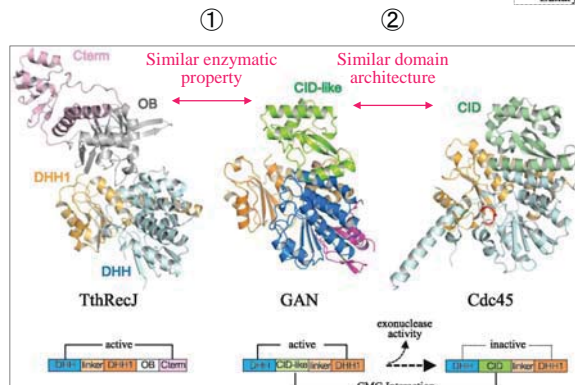 ① ②
Similar enzymatic
property
Similar domain
architecture
Cterm
OB
CID-like
CID
DHH1
DHH
TthRecJ GAN Cdc45
active
DHH linker DHH1 OB Cterm
active
DHH CID-like linker DHH1
exonuclease
activity
inactive
DHH CID linker DHH1